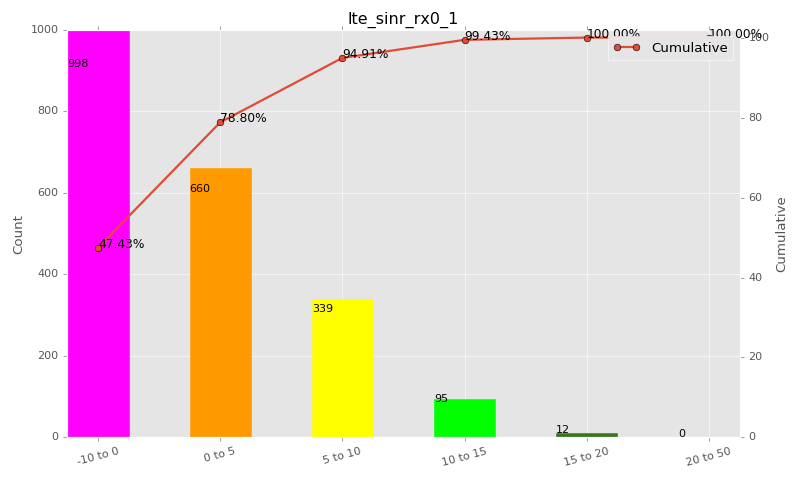 lte_sinr_rx0_1
1000
800
600
400
200
0
Count
998
660
339
95
12
0
47.43%
78.80%
94.91%
99.43%
100.00%
100.00%
Cumulative
100
80
60
40
20
0
Cumulative
-10 to 0
0 to 5
5 to 10
10 to 15
15 to 20
20 to 50